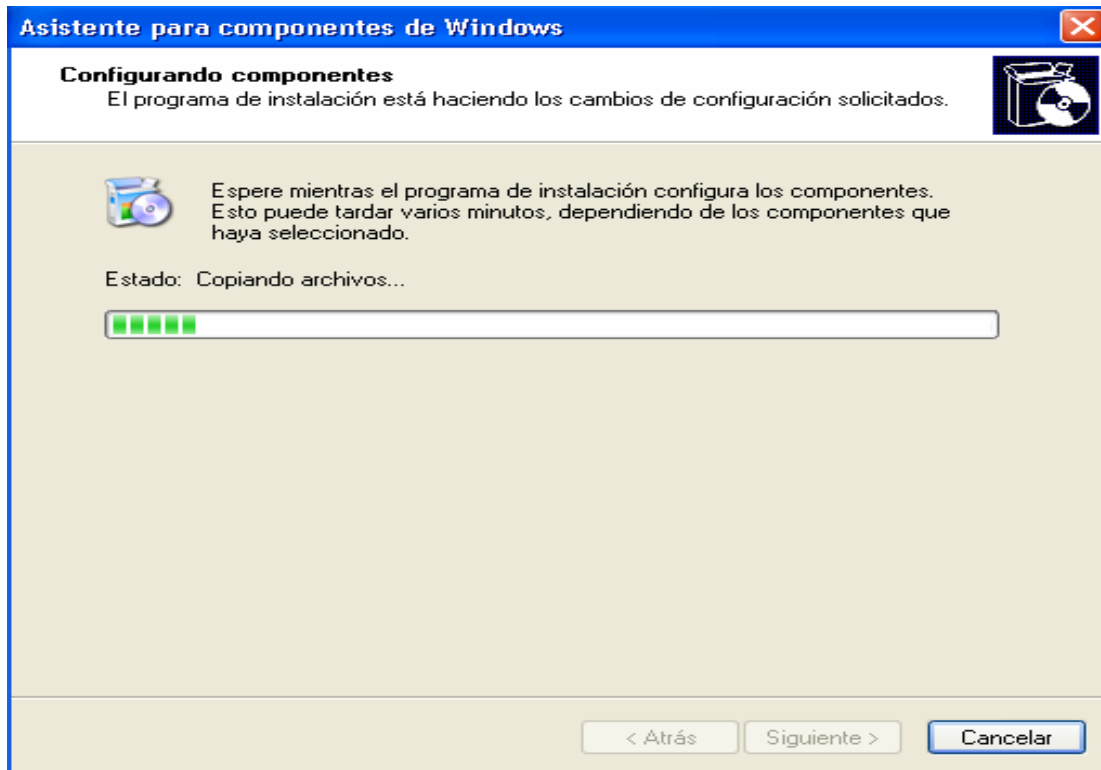 Asistente para componentes de Windows
Configurando componentes
El programa de instalación está haciendo los cambios de configuración solicitados.
Espere mientras el programa de instalación configura los componentes.
Esto puede tardar varios minutos, dependiendo de los componentes que
haya seleccionado.
Estado: Copiando archivos...
< Atrás Siguiente > Cancelar